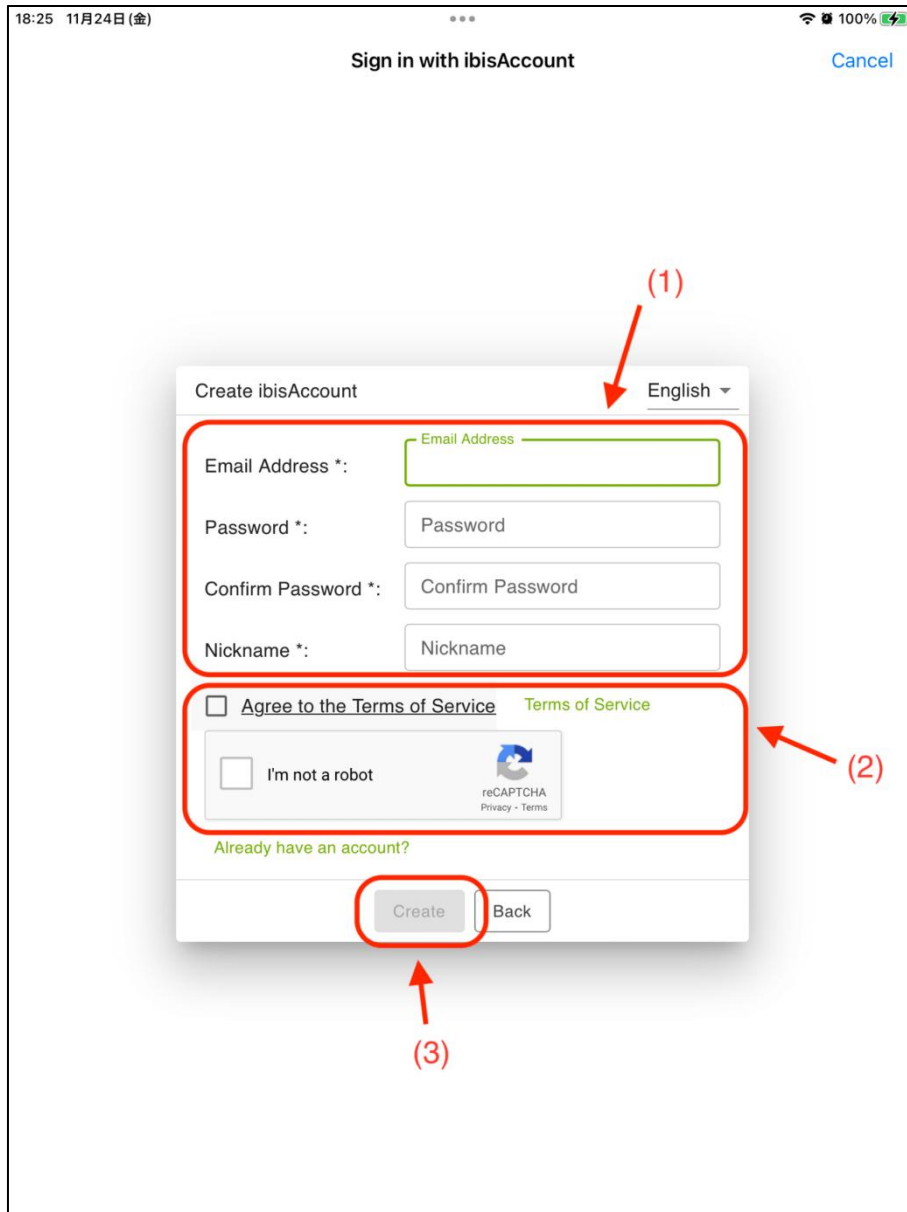 18:25 11月24日(金)
100%
Sign in with ibisAccount
Cancel
(1)
Create ibisAccount
English
Email Address
Email Address *:
Password *:
Password
Confirm Password *:
Confirm Password
Nickname *:
Nickname
Agree to the Terms of Service
Terms of Service
I'm not a robot
reCAPTCHA
Privacy - Terms
(2)
Already have an account?
Create
Back
(3)